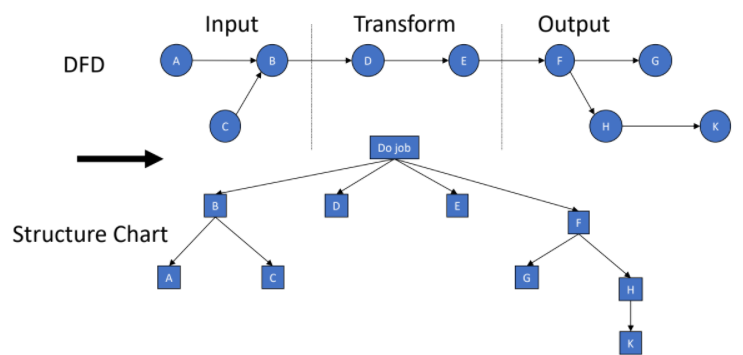 Input Transform Output
DFD
A B D E F G
C H K
Do job
B D E F
Structure Chart
A C G H
K